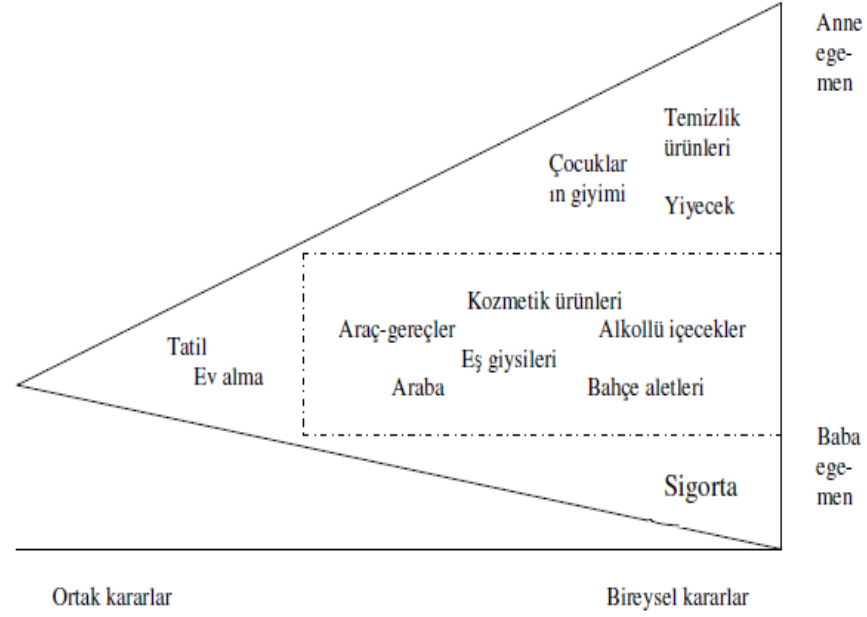 Anne
ege-
men
Temizlik
ürünleri
Çocuklar
ın giyimi
Yiyecek
Kozmetik ürünleri
Araç-gereçler
Alkollü içecekler
Tatil
Eş giysileri
Ev alma
Araba
Bahçe aletleri
Baba
ege-
men
Sigorta
Ortak kararlar
Bireysel kararlar